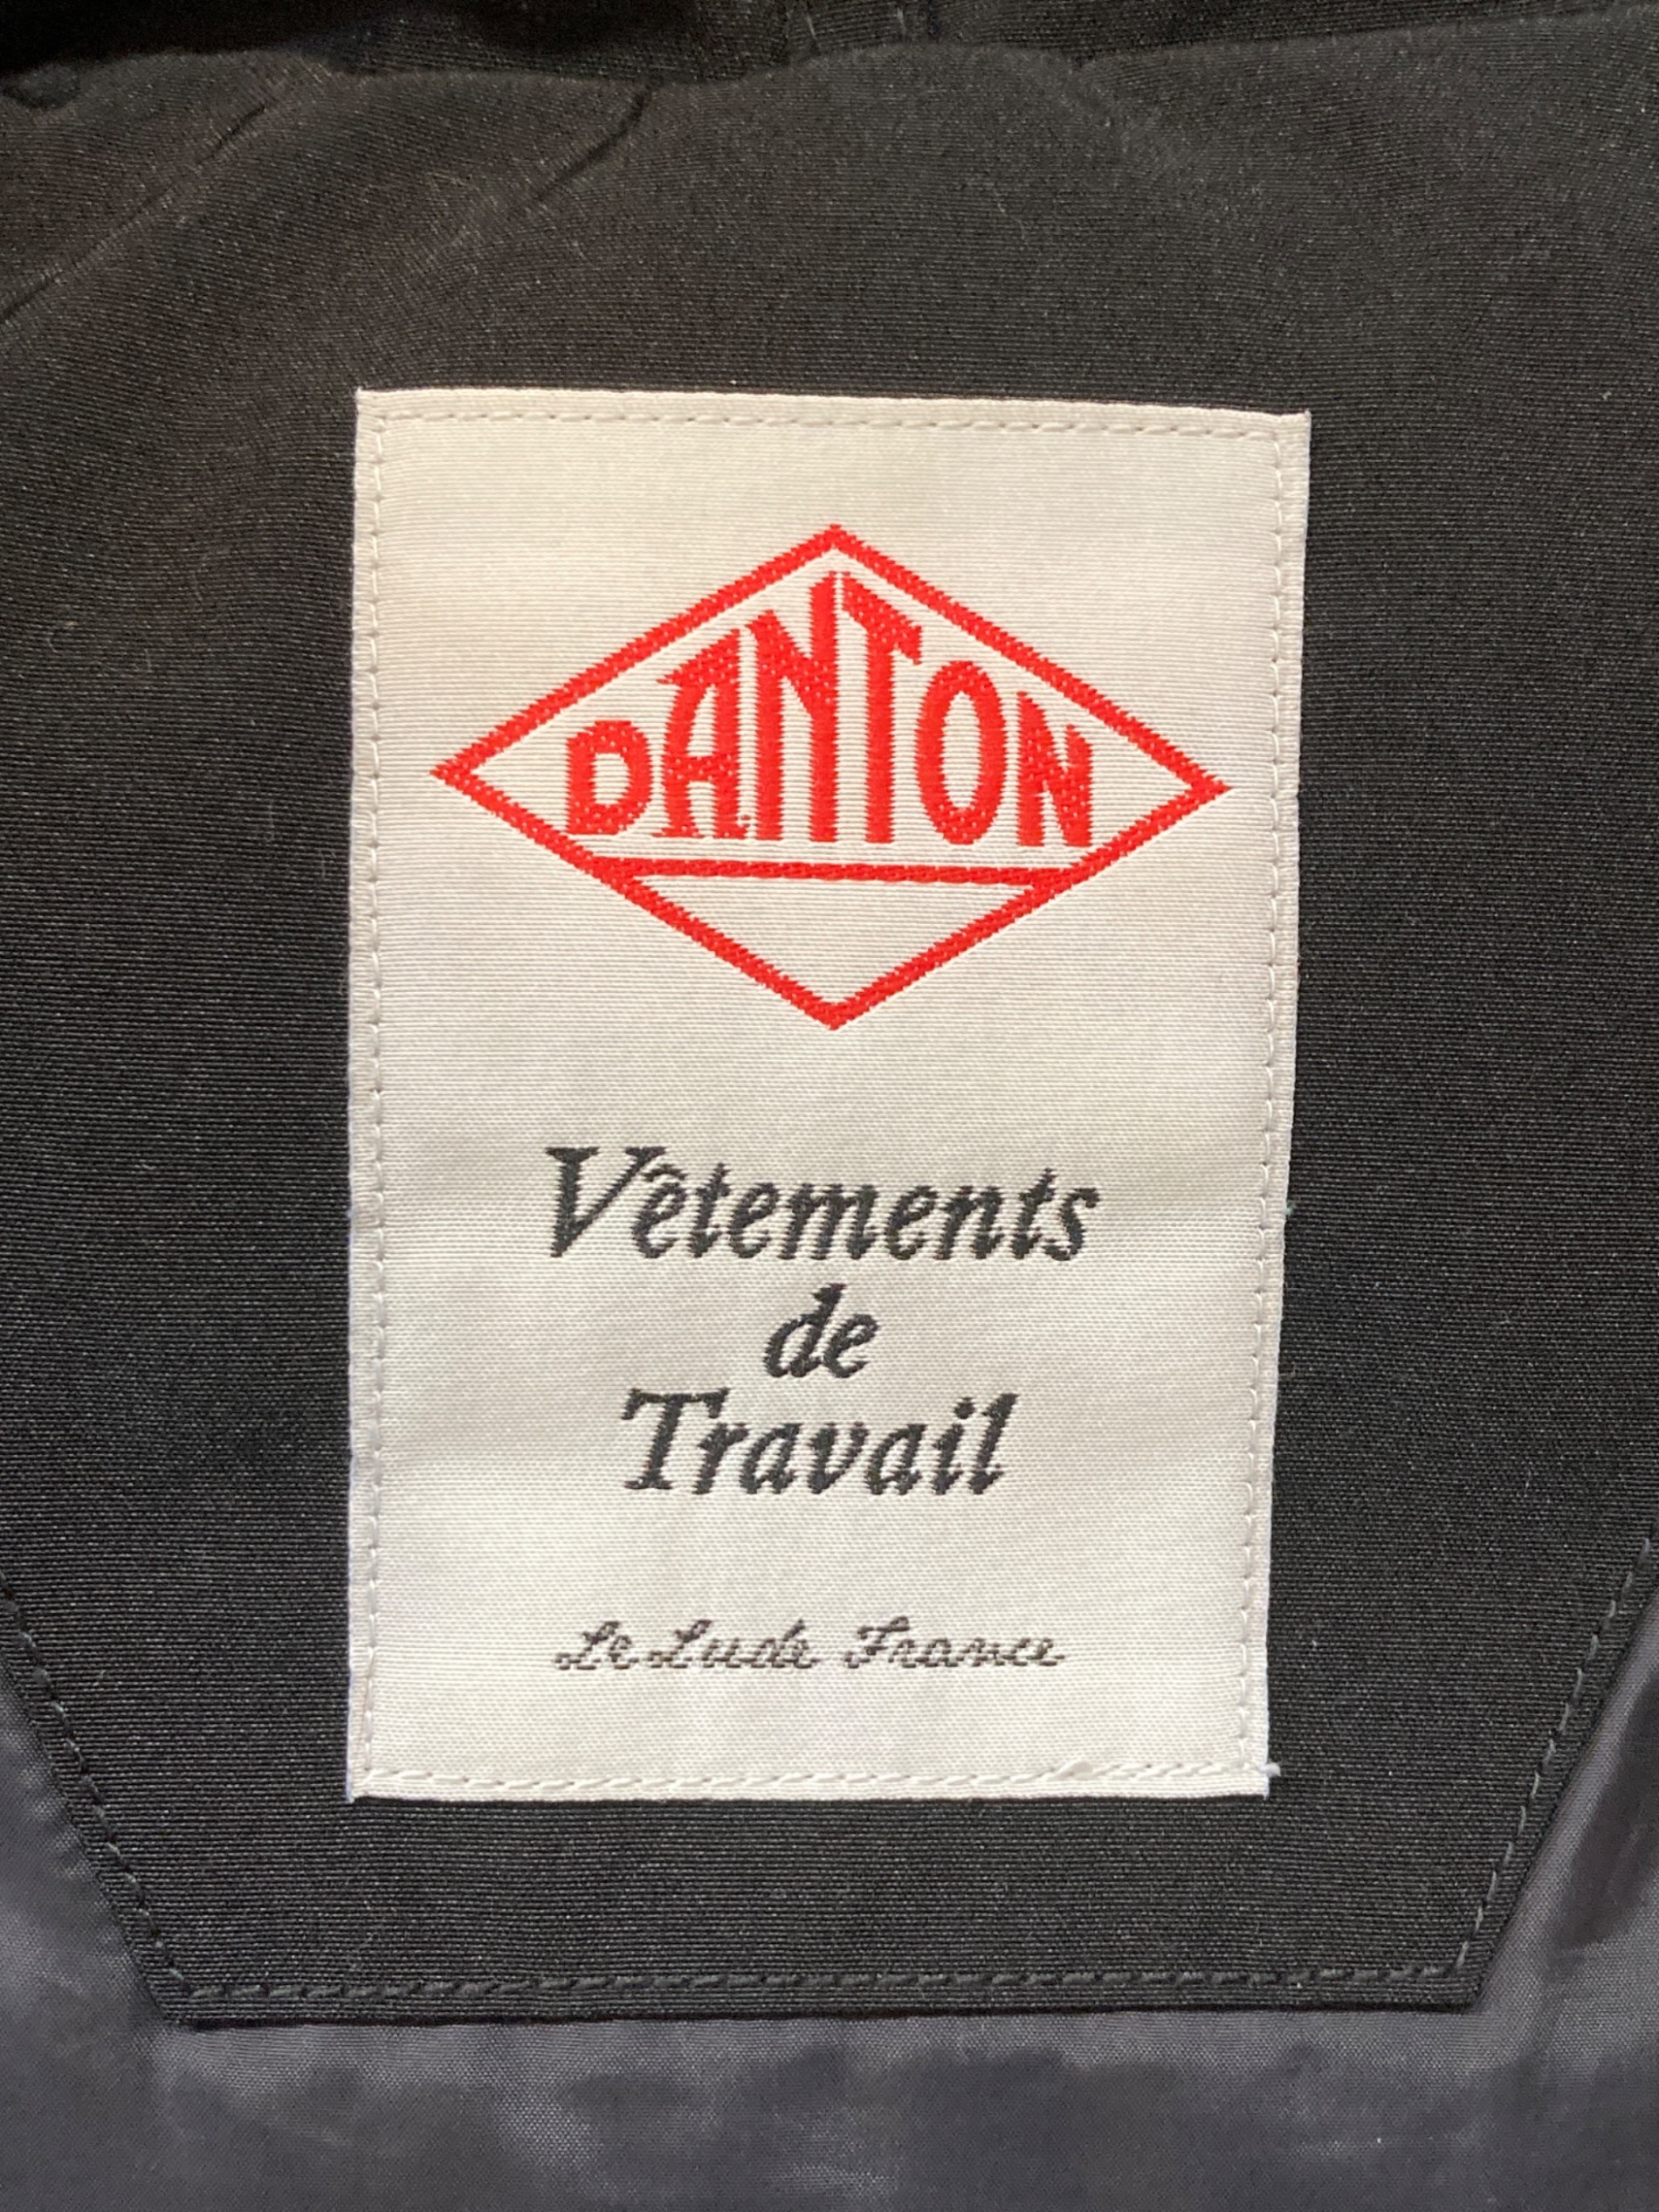 DANTON
Vêtements
de
Travail
Le Lude France